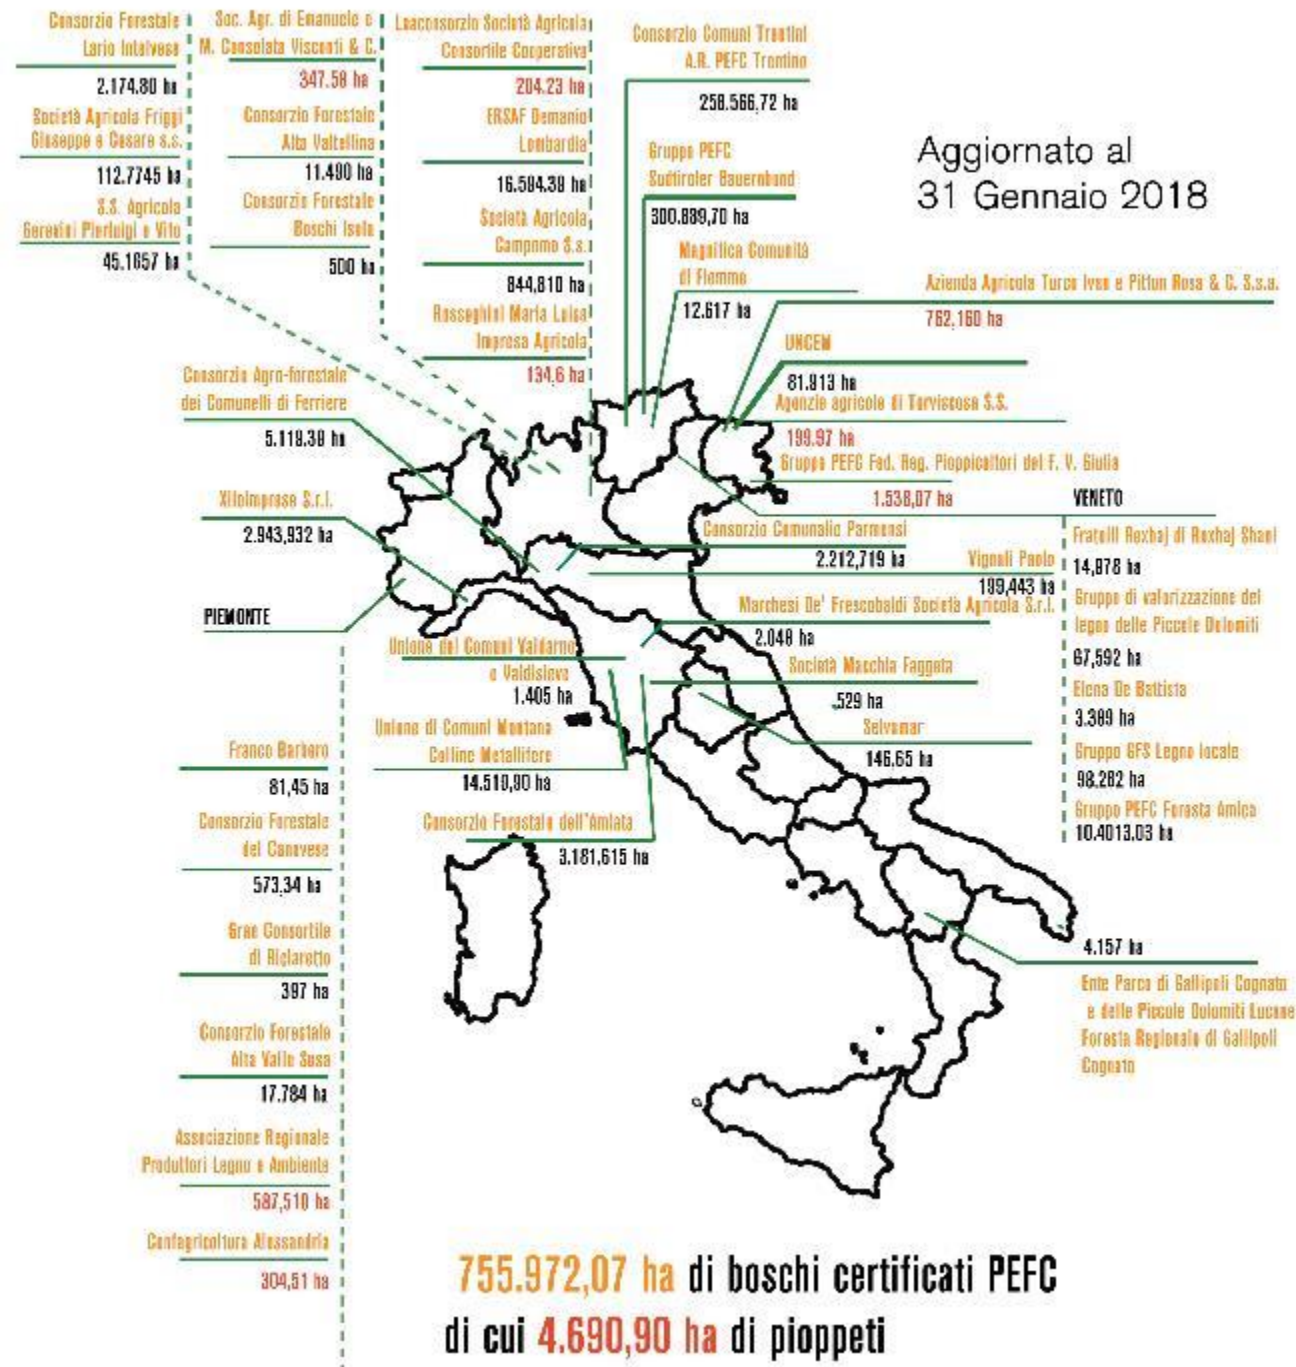 Consorzio Forestale
Lario Intelvese
2.174.80 ha
Società Agricola Friggi
Giuseppe e Cesare s.s.
112.7745 ha
S.S. Agricola
Gerevini Pierluigi e Vito
45.1657 ha
Soc. Agr. di Emanuele e
M. Consolata Visconti & C.
347.58 ha
Consorzio Forestale
Alta Valtellina
11.490 ha
Consorzio Forestale
Boschi Isola
500 ha
Consorzio Società Agricola
Consortile Cooperativa
204.23 ha
ERSAF Demanio
Lombardia
16.594.39 ha
Società Agricola
Campomo S.s.
844,810 ha
Rosseghini Maria Luisa
Impresa Agricola
134,6 ha
Consorzio Comuni Trentini
A.R. PEFC Trentino
258.566,72 ha
Gruppo PEFC
Sudtiroler Bauernbund
300.889,70 ha
Magnifica Comunità
di Fiemme
12.617 ha
Aggiornato al
31 Gennaio 2018
Azienda Agricola Turco Iven e Pittun Rosa & C. S.s.a.
762,160 ha
UNCEM
81.913 ha
Agenzie agricole di Torviscosa S.S.
199.97 ha
Gruppo PEFC Fed. Reg. Pioppicoltori del F. V. Giulia
1.538,07 ha
Consorzio Agro-forestale
dei Comunelli di Ferriere
5.118.39 ha
Xiloimprese S.r.l.
2.943,932 ha
PIEMONTE
VENETO
Fratelli Roxhaj di Roxhaj Shani
14,878 ha
Gruppo di valorizzazione del
legno delle Piccole Dolomiti
67,592 ha
Elena De Battista
3.389 ha
Gruppo GFS Legno locale
98.282 ha
Gruppo PEFC Foresta Amica
10.4013,03 ha
Consorzio Comunalie Parmensi
2.212,719 ha
Vignoli Paolo
199,443 ha
Marchesi De' Frescobaldi Società Agricola S.r.l.
2.048 ha
Unione dei Comuni Valdarno
e Valdisieve
1.405 ha
Società Macchia Faggeta
529 ha
Unione di Comuni Montana
Colline Metallifere
14.510,90 ha
Selvamar
146,65 ha
Consorzio Forestale dell'Amiata
3.181,615 ha
Franco Barbero
81,45 ha
Consorzio Forestale
del Canavese
573,34 ha
Gran Consortile
di Riclaretto
397 ha
Consorzio Forestale
Alta Valle Susa
17.784 ha
Associazione Regionale
Produttori Legno e Ambiente
587,510 ha
Confagricoltura Alessandria
304,51 ha
4.157 ha
Ente Parco di Gallipoli Cognato
e delle Piccole Dolomiti Lucane
Foresta Regionale di Gallipoli
Cognato
755.972,07 ha di boschi certificati PEFC
di cui 4.690,90 ha di pioppeti